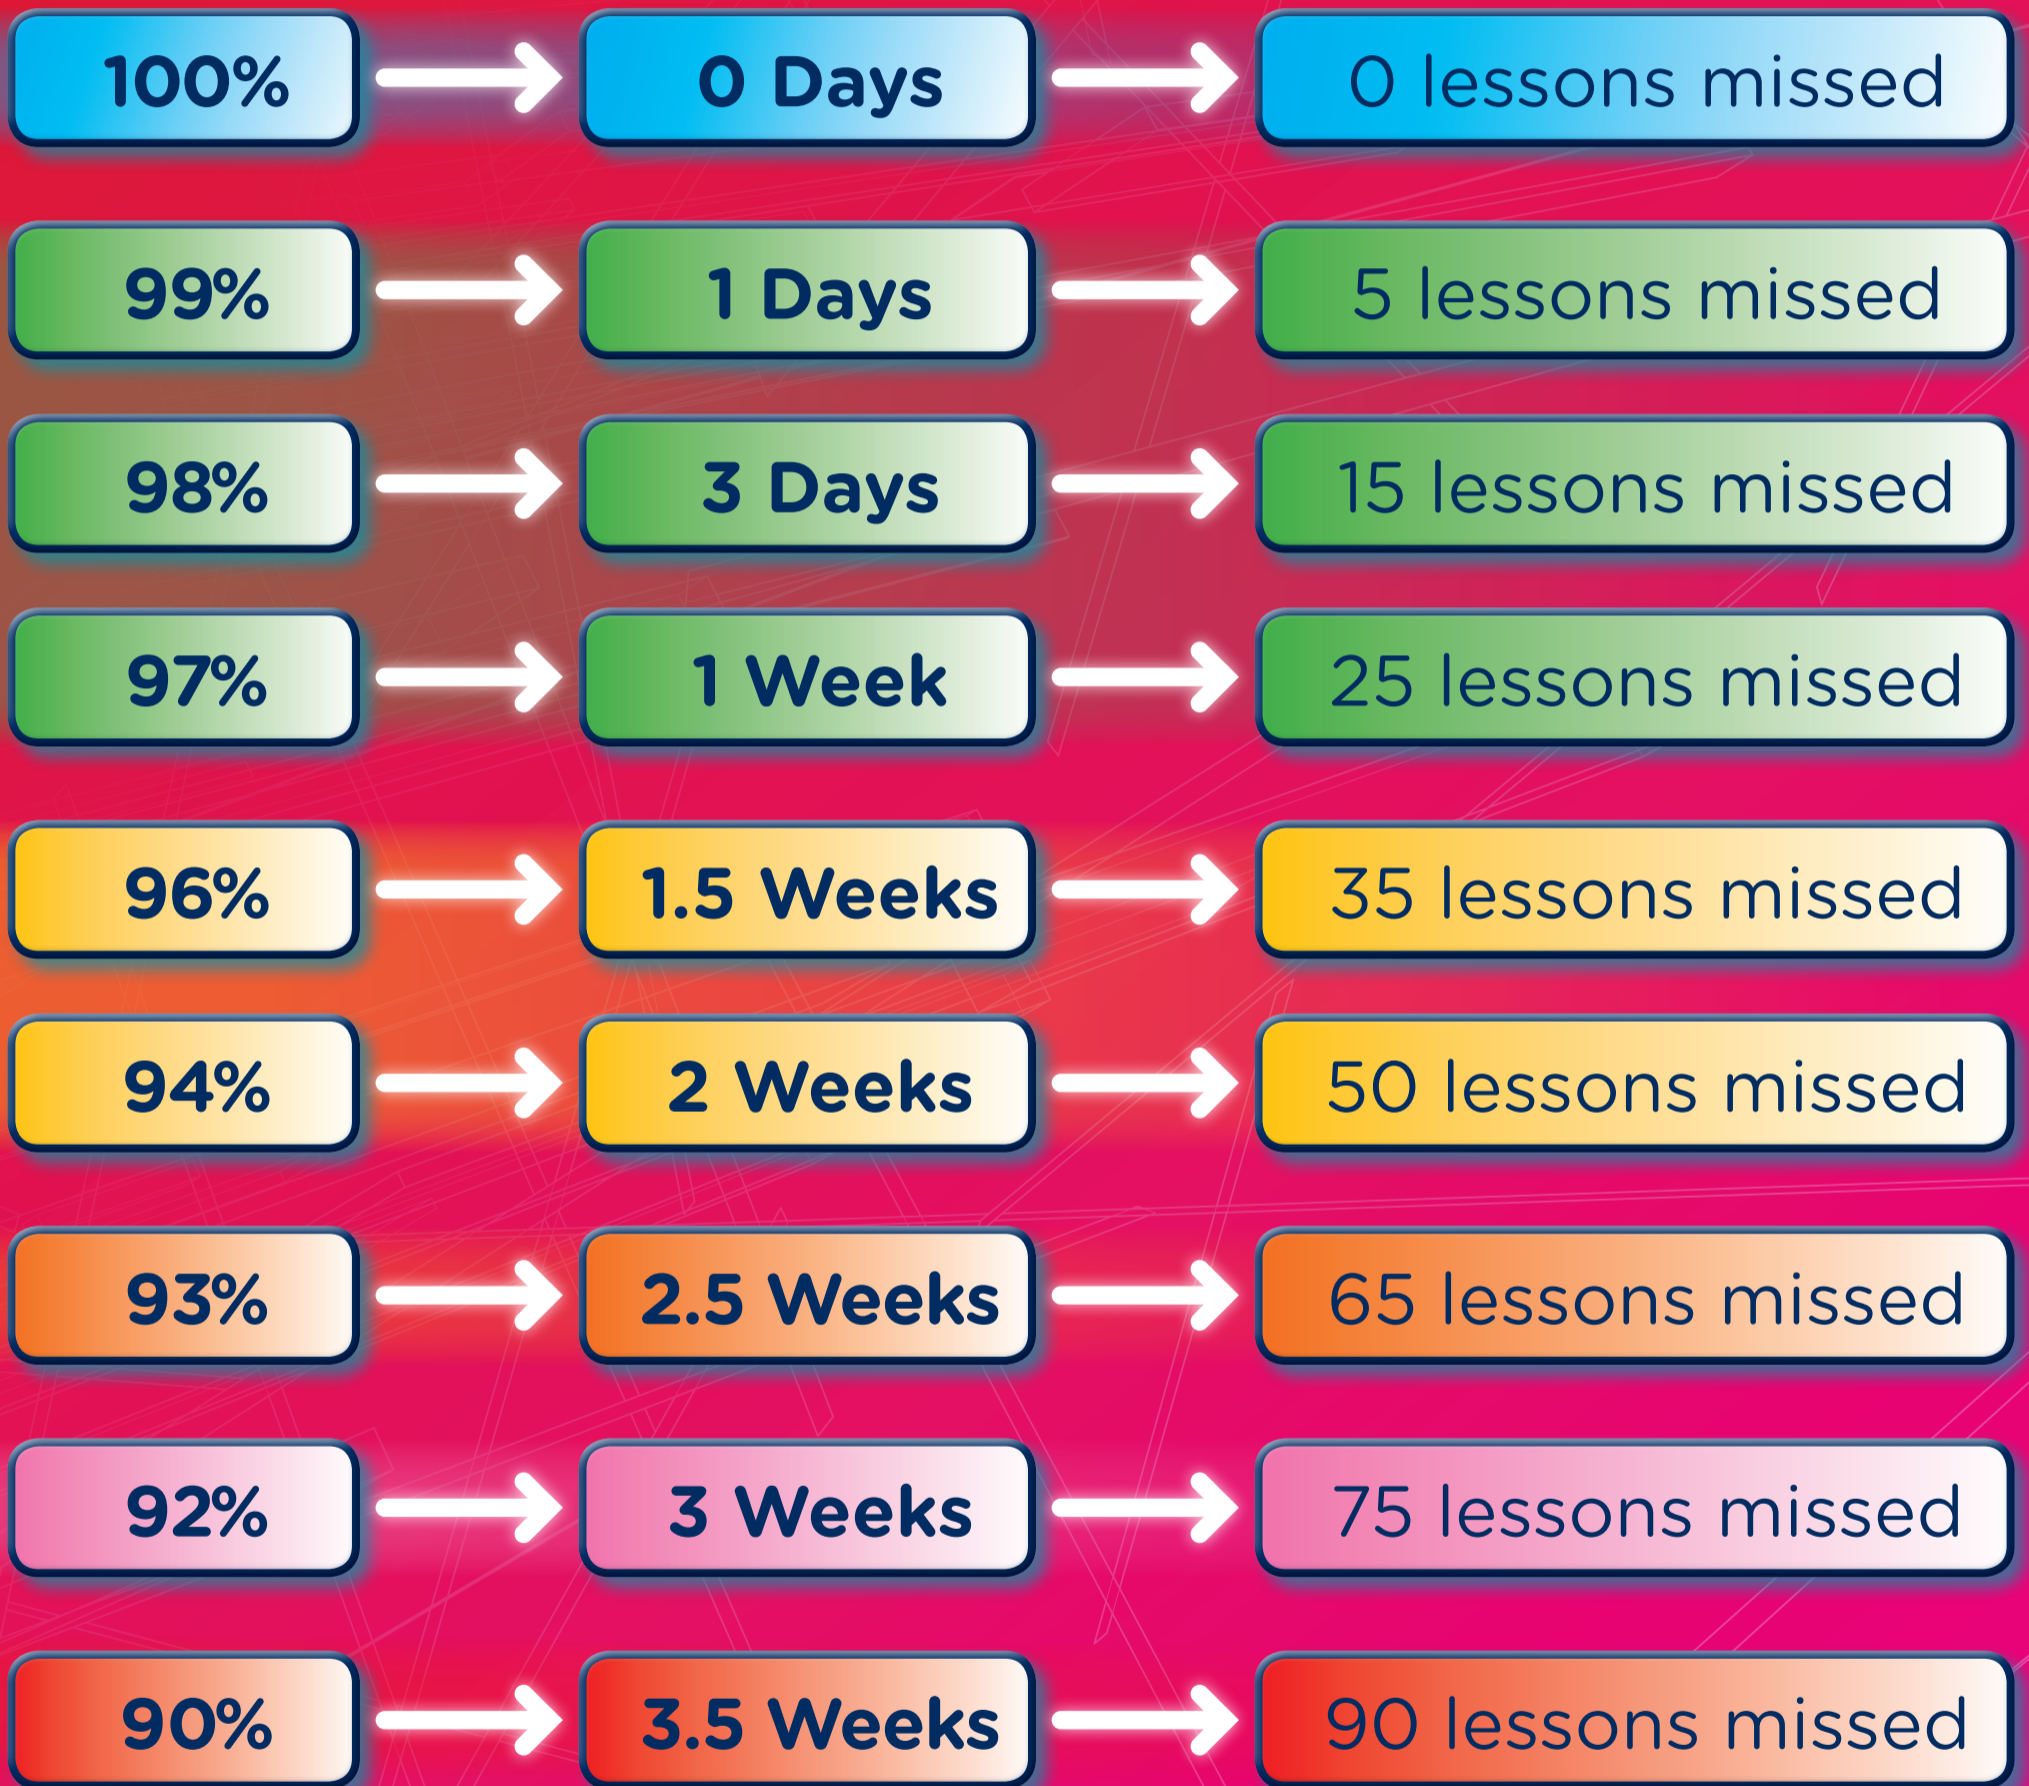 100% 0 Days 0 lessons missed
99% 1 Days 5 lessons missed
98% 3 Days 15 lessons missed
97% 1 Week 25 lessons missed
96% 1.5 Weeks 35 lessons missed
94% 2 Weeks 50 lessons missed
93% 2.5 Weeks 65 lessons missed
92% 3 Weeks 75 lessons missed
90% 3.5 Weeks 90 lessons missed